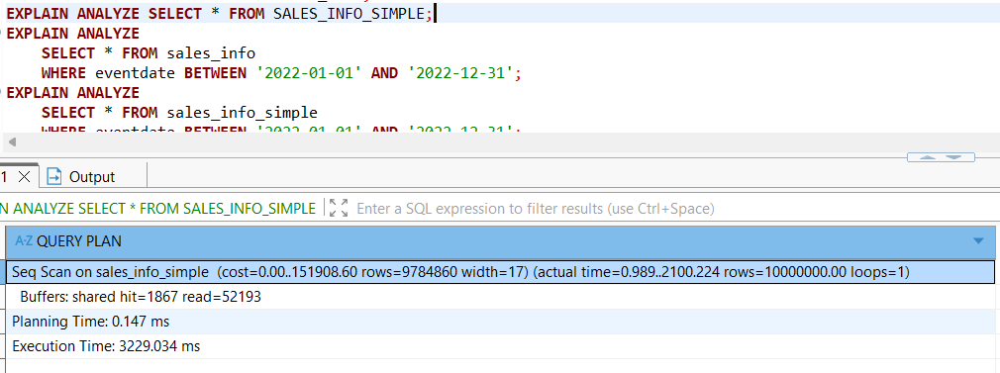 EXPLAIN ANALYZE SELECT * FROM SALES_INFO_SIMPLE;
EXPLAIN ANALYZE
SELECT * FROM sales_info
WHERE eventdate BETWEEN '2022-01-01' AND '2022-12-31';
EXPLAIN ANALYZE
SELECT * FROM sales_info_simple
WHERE eventdate BETWEEN '2022-01-01' AND '2022-12-31';
1 Output
N ANALYZE SELECT * FROM SALES_INFO_SIMPLE Enter a SQL expression to filter results (use Ctrl+Space)
A-Z QUERY PLAN
Seq Scan on sales_info_simple (cost=0.00..151908.60 rows=9784860 width=17) (actual time=0.989..2100.224 rows=10000000.00 loops=1)
Buffers: shared hit=1867 read=52193
Planning Time: 0.147 ms
Execution Time: 3229.034 ms